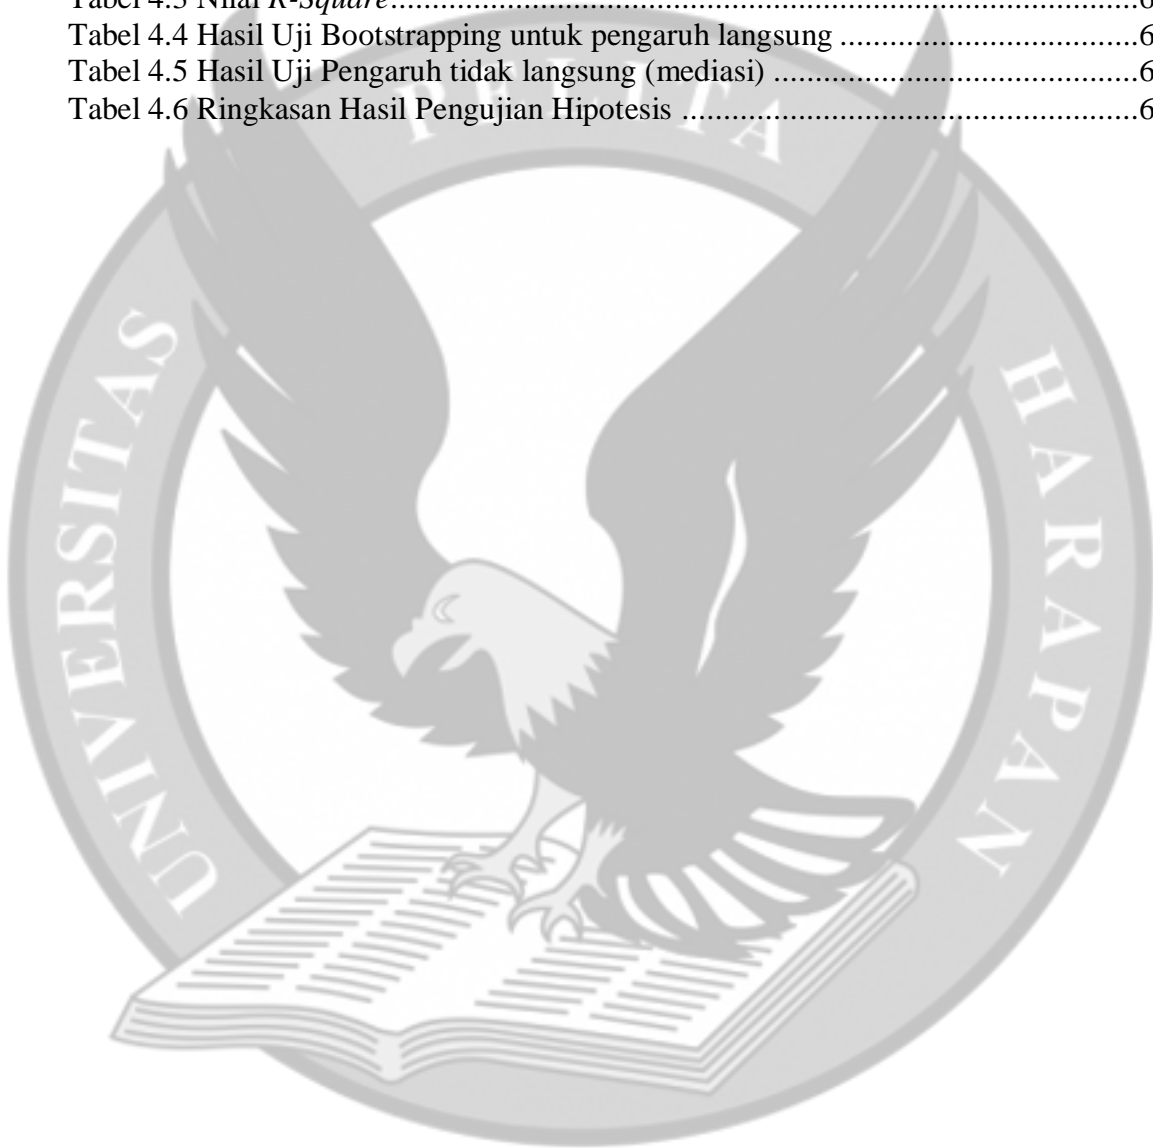 Tabel 4.3 Nilai R-Square..........................................................................................6
Tabel 4.4 Hasil Uji Bootstrapping untuk pengaruh langsung ..................................6
Tabel 4.5 Hasil Uji Pengaruh tidak langsung (mediasi) ..........................................6
Tabel 4.6 Ringkasan Hasil Pengujian Hipotesis .....................................................6
UNIVERSITAS PELITA HARAPAN